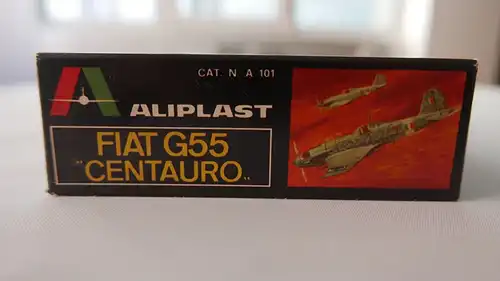 CAT. N A 101
ALIPLAST
FIAT G55
"CENTAURO"